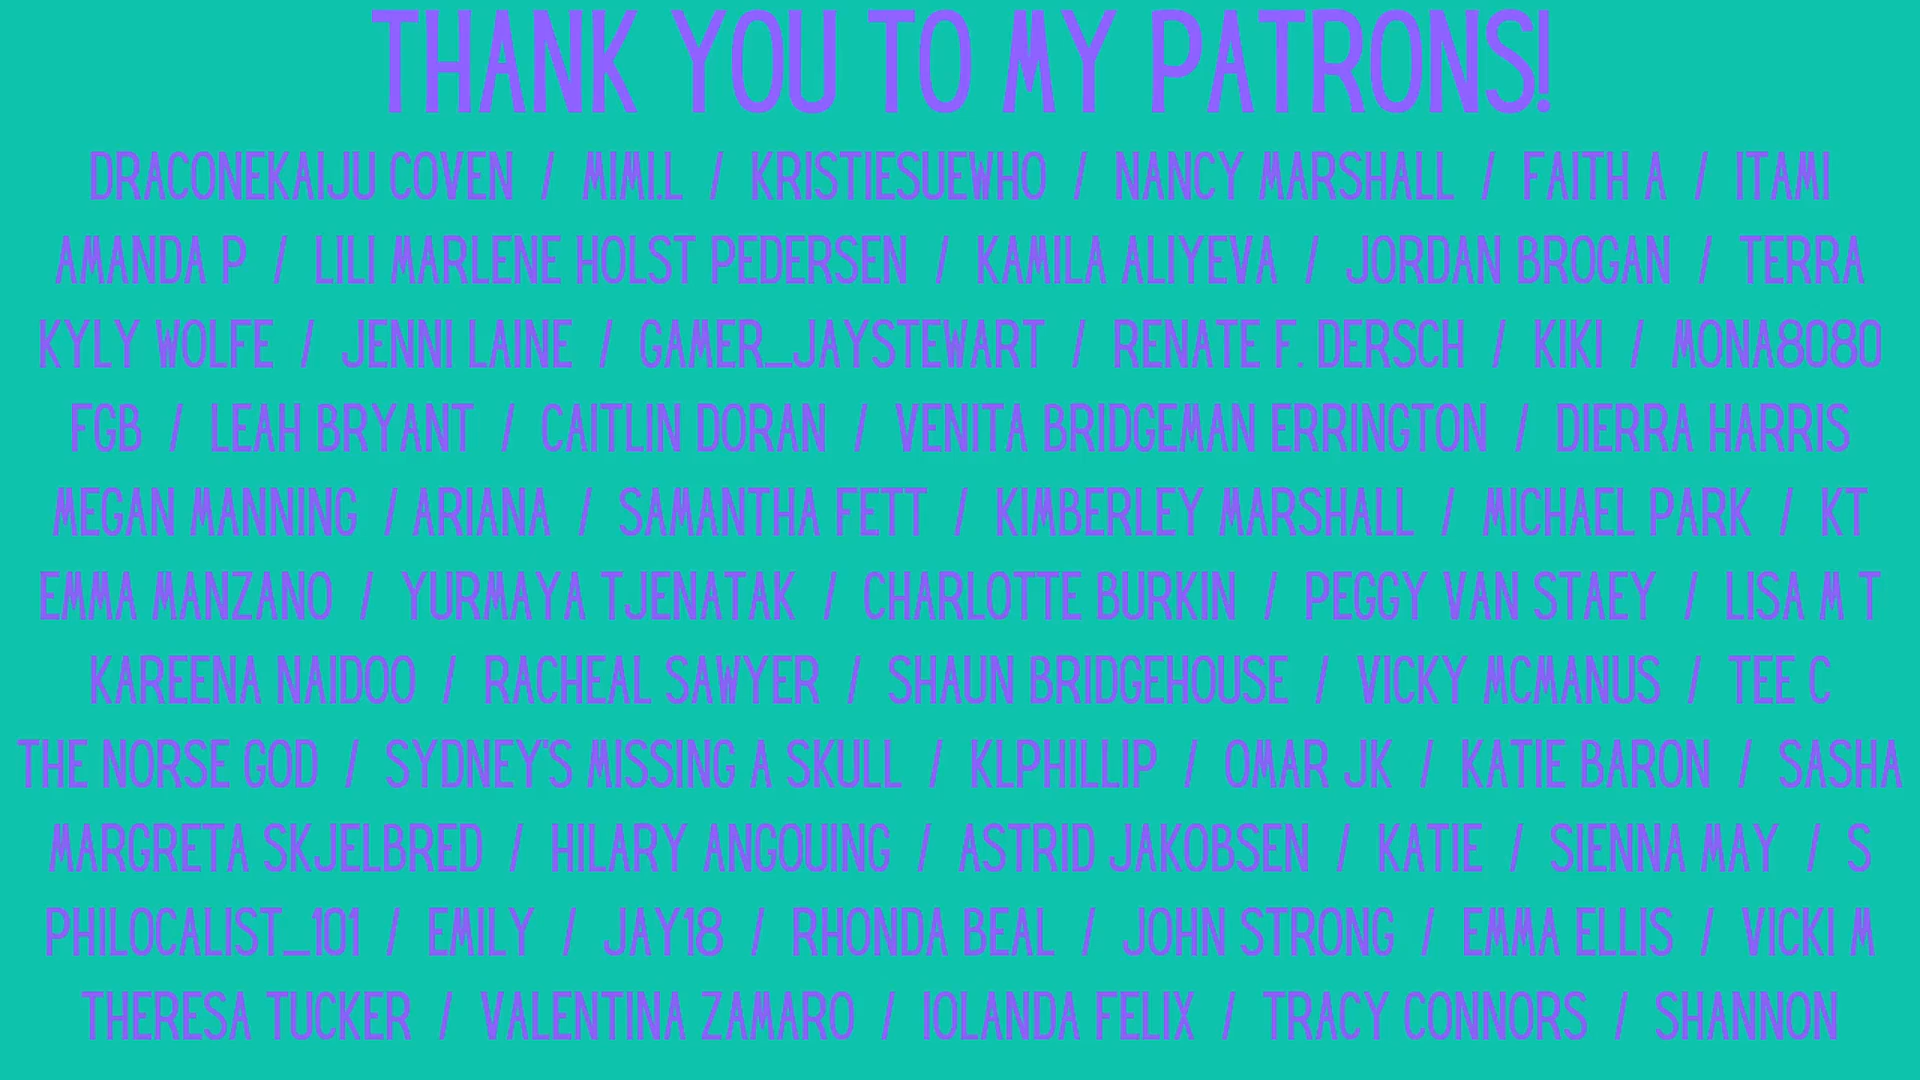 THANK YOU TO MY PATRONS!
DRACONEKAIJU COVEN / MIMI.L / KRISTIESUEWHO / NANCY MARSHALL / FAITH A / ITAMI
AMANDA P / LILI MARLENE HOLST PEDERSEN / KAMILA ALIYEVA / JORDAN BROGAN / TERRA
KYLY WOLFE / JENNI LAINE / GAMER_JAYSTEWART / RENATE F. DERSCH / KIKI / MONA8080
FGB / LEAH BRYANT / CAITLIN DORAN / VENITA BRIDGEMAN ERRINGTON / DIERRA HARRIS
MEGAN MANNING / ARIANA / SAMANTHA FETT / KIMBERLEY MARSHALL / MICHAEL PARK / KT
EMMA MANZANO / YURMAYA TJENATAK / CHARLOTTE BURKIN / PEGGY VAN STAEY / LISA M T
KAREENA NAIDOO / RACHEAL SAWYER / SHAUN BRIDGEHOUSE / VICKY MCMANUS / TEE C
THE NORSE GOD / SYDNEY'S MISSING A SKULL / KLPHILLIP / OMAR JK / KATIE BARON / SASHA
MARGRETA SKJELBRED / HILARY ANGOUING / ASTRID JAKOBSEN / KATIE / SIENNA MAY / S
PHILOCALIST_101 / EMILY / JAY18 / RHONDA BEAL / JOHN STRONG / EMMA ELLIS / VICKI M
THERESA TUCKER / VALENTINA ZAMARO / IOLANDA FELIX / TRACY CONNORS / SHANNON